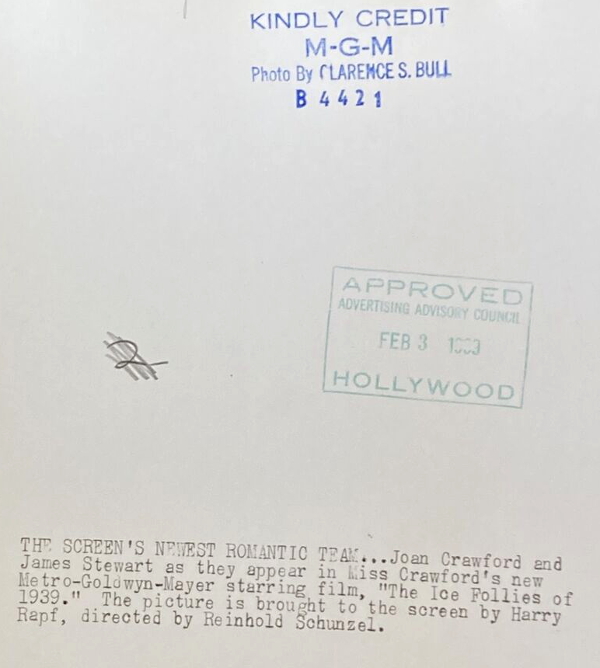 KINDLY CREDIT
M-G-M
Photo By CLARENCE S. BULL
B 4421
APPROVED
ADVERTISING ADVISORY COUNCIL
FEB 3
HOLLYWOOD
2
THE SCREEN'S NEWEST ROMANTIC TEAM...Joan Crawford and
James Stewart as they appear in Miss Crawford's new
Metro-Goldwyn-Mayer starring film, "The Ice Follies of
1939." The picture is brought to the screen by Harry
Rapf, directed by Reinhold Schunzel.